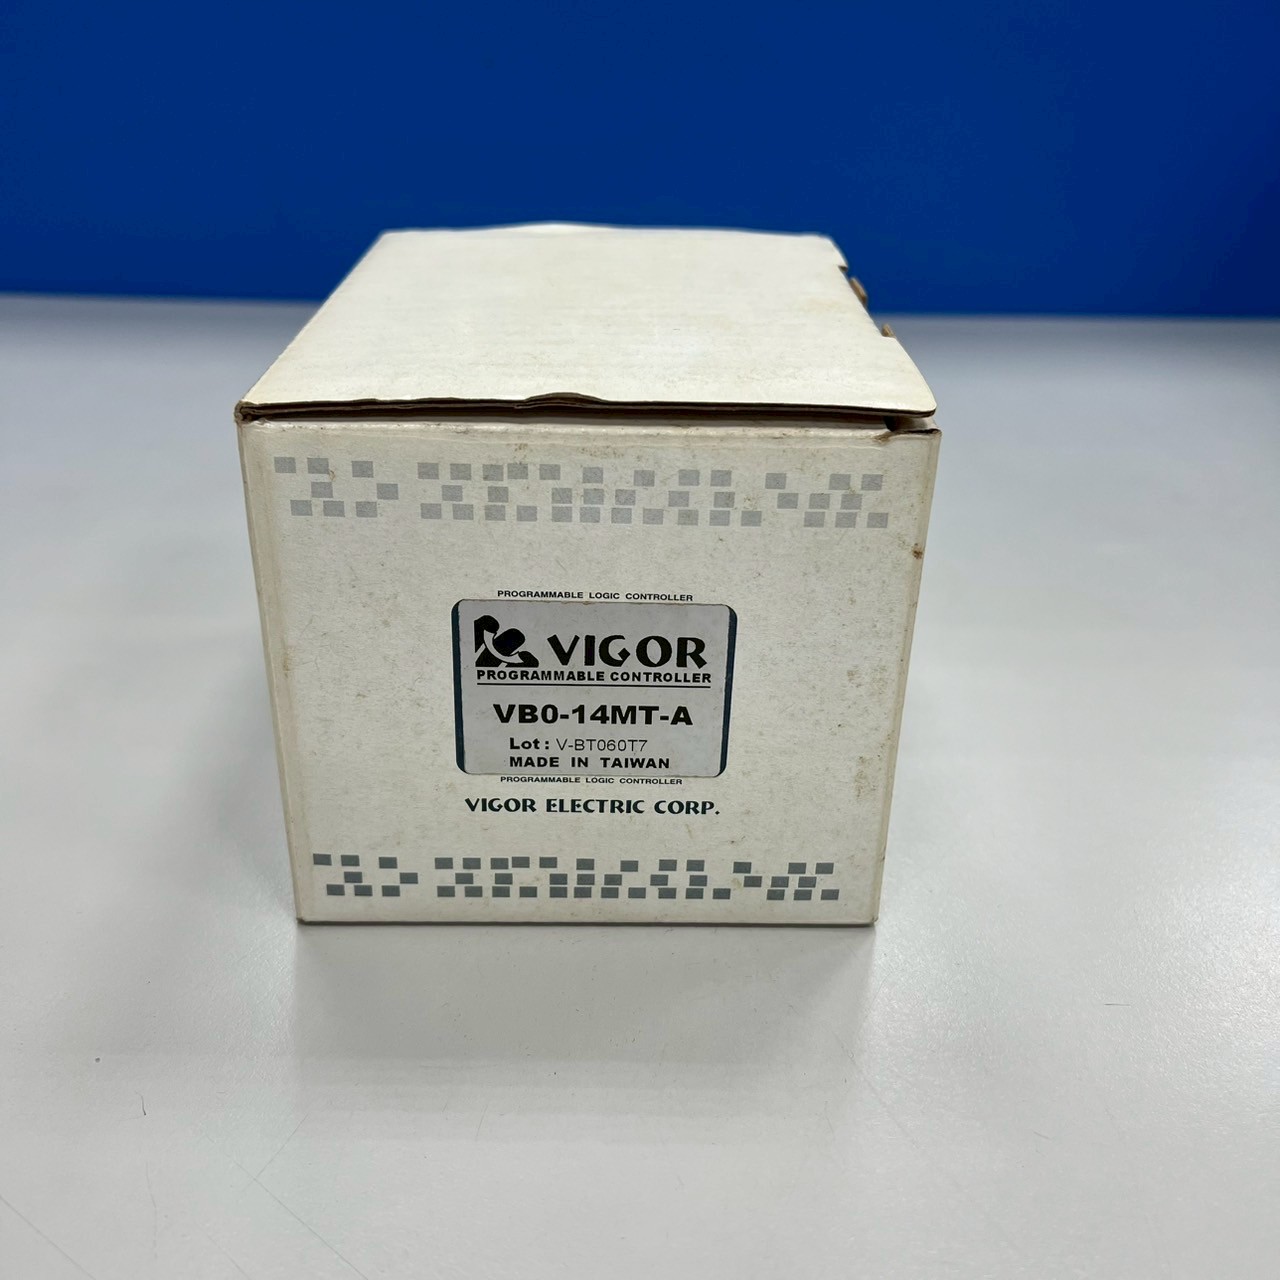 PROGRAMMABLE LOGIC CONTROLLER
VIGOR
PROGRAMMABLE CONTROLLER
VB0-14MT-A
Lot: V-BT060T7
MADE IN TAIWAN
PROGRAMMABLE LOGIC CONTROLLER
VIGOR ELECTRIC CORP.